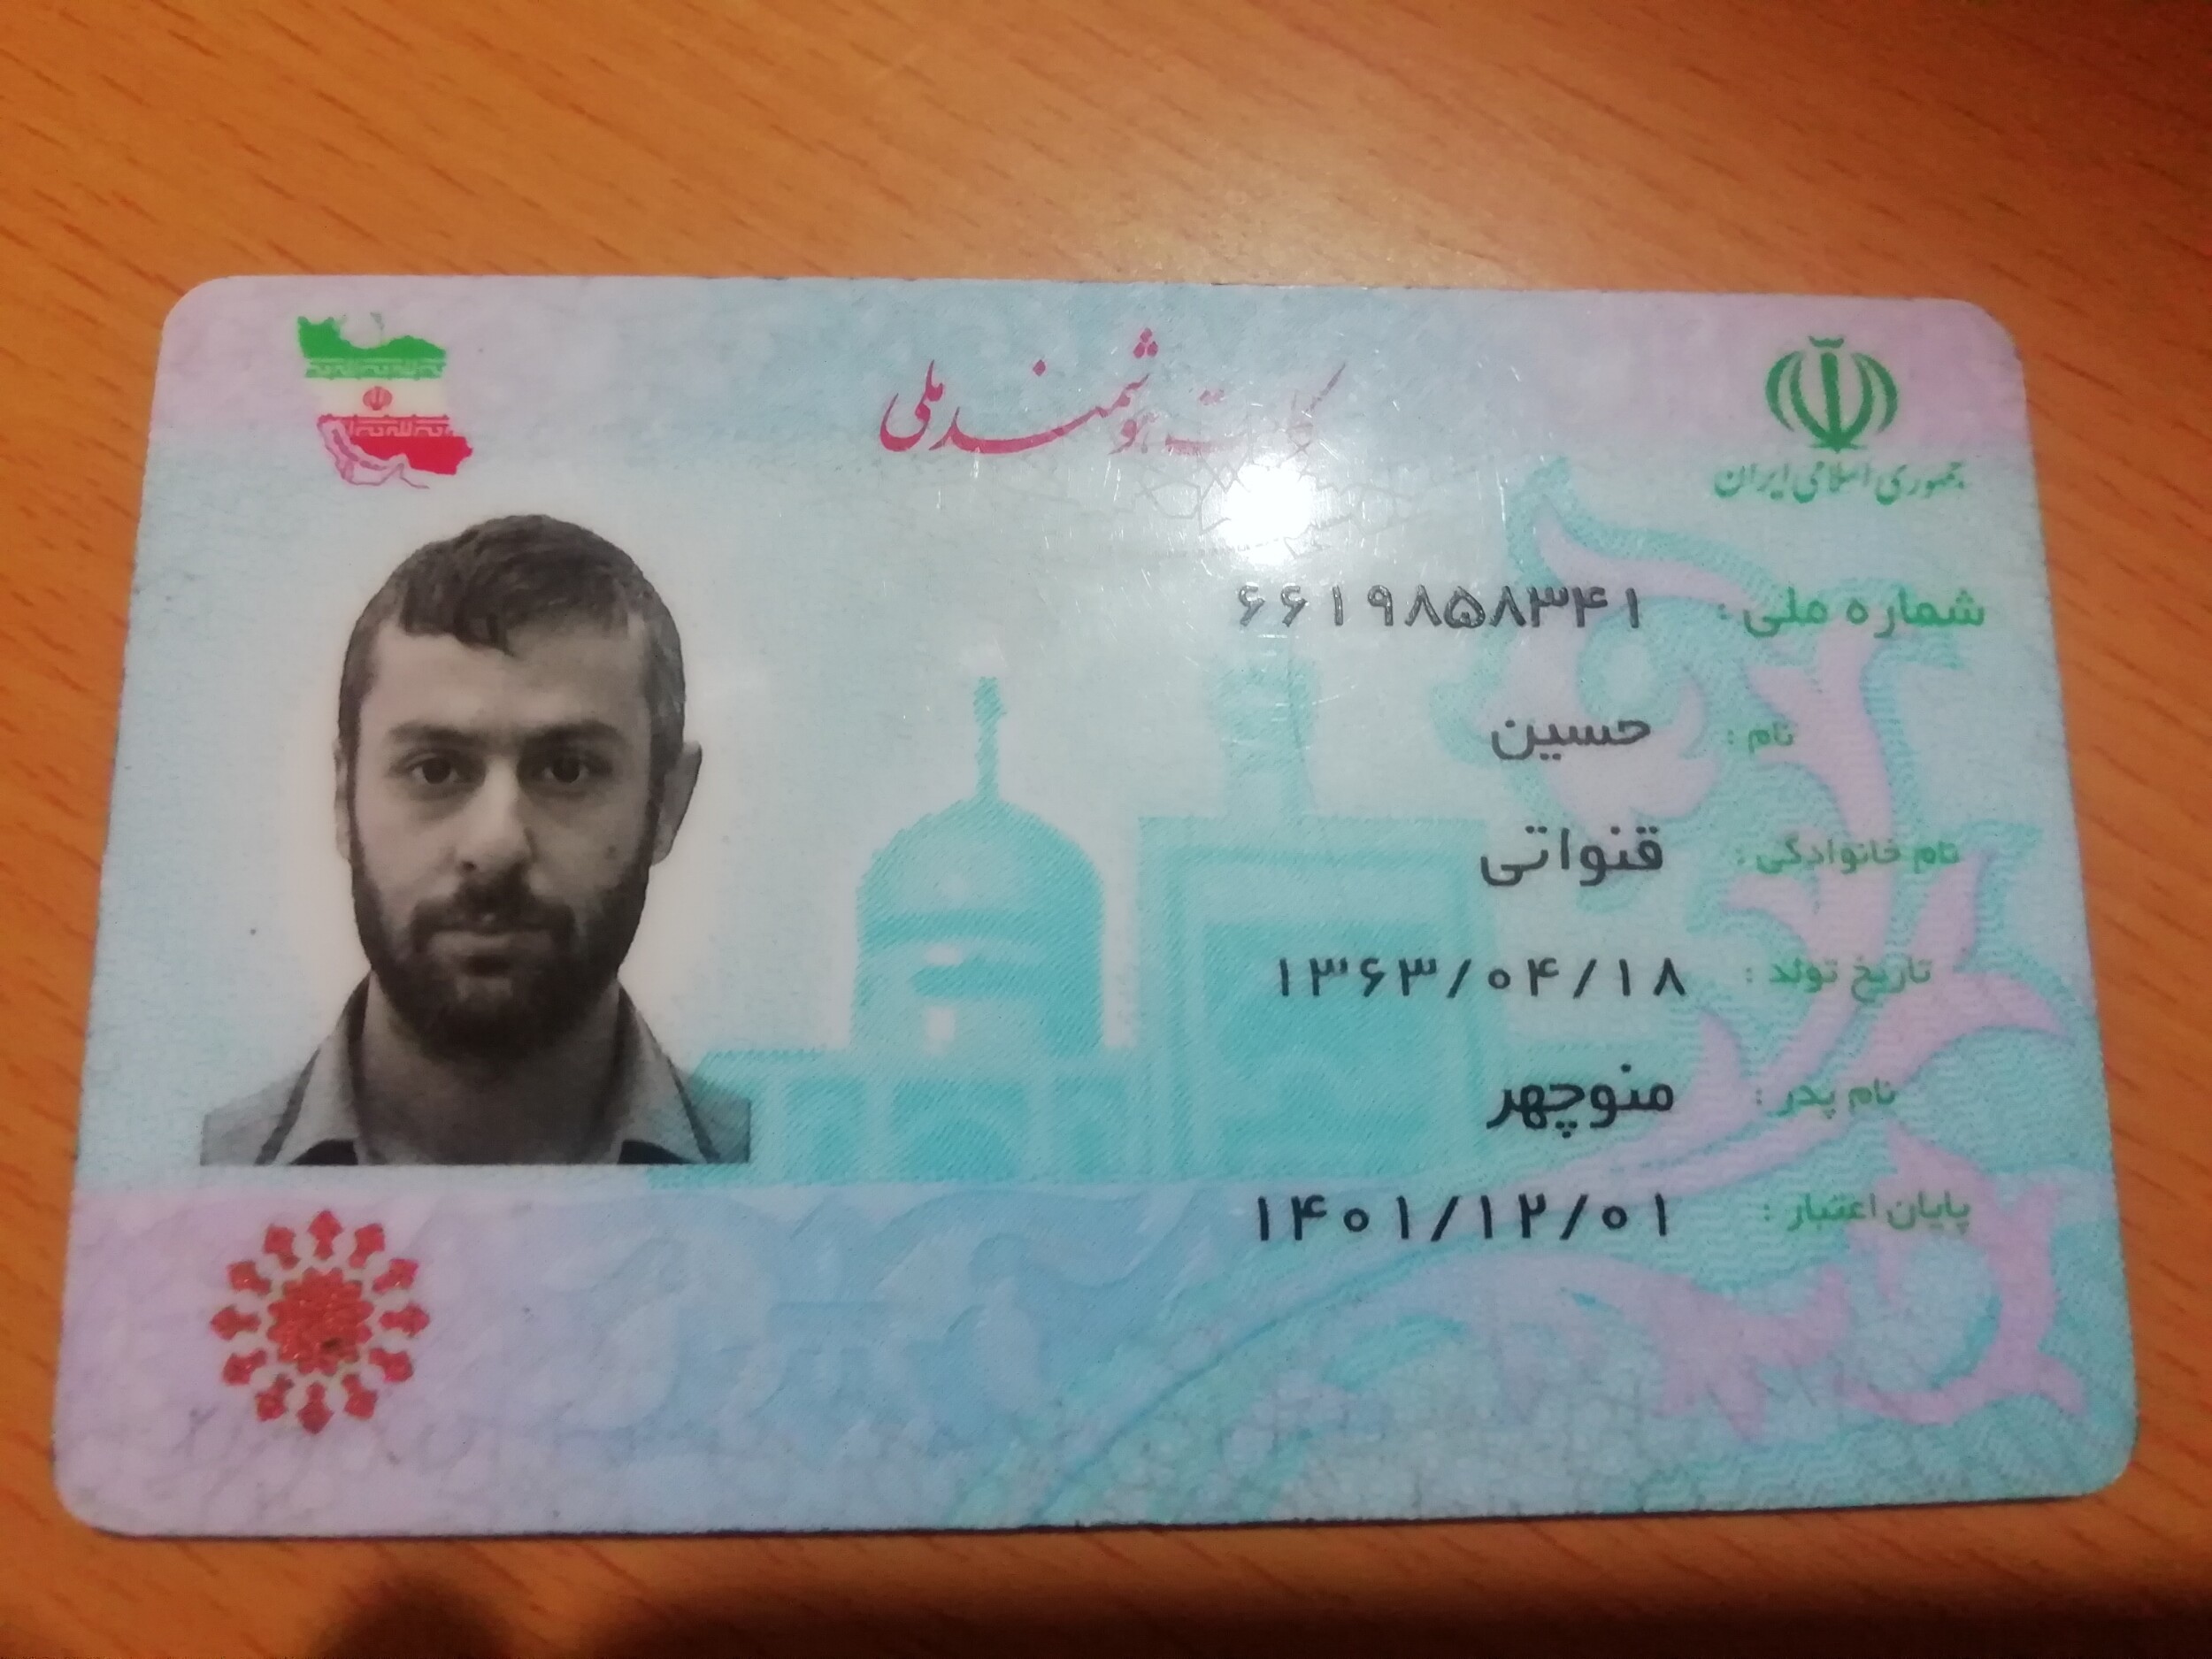 کارت هوشمند ملی
جمهوری اسلامی ایران
شماره ملی : ۶۶۱۹۸۵۸۳۴۱
نام : حسین
نام خانوادگی : قنواتی
تاریخ تولد : ۱۳۶۳/۰۴/۱۸
نام پدر : منوچهر
پایان اعتبار : ۱۴۰۱/۱۲/۰۱